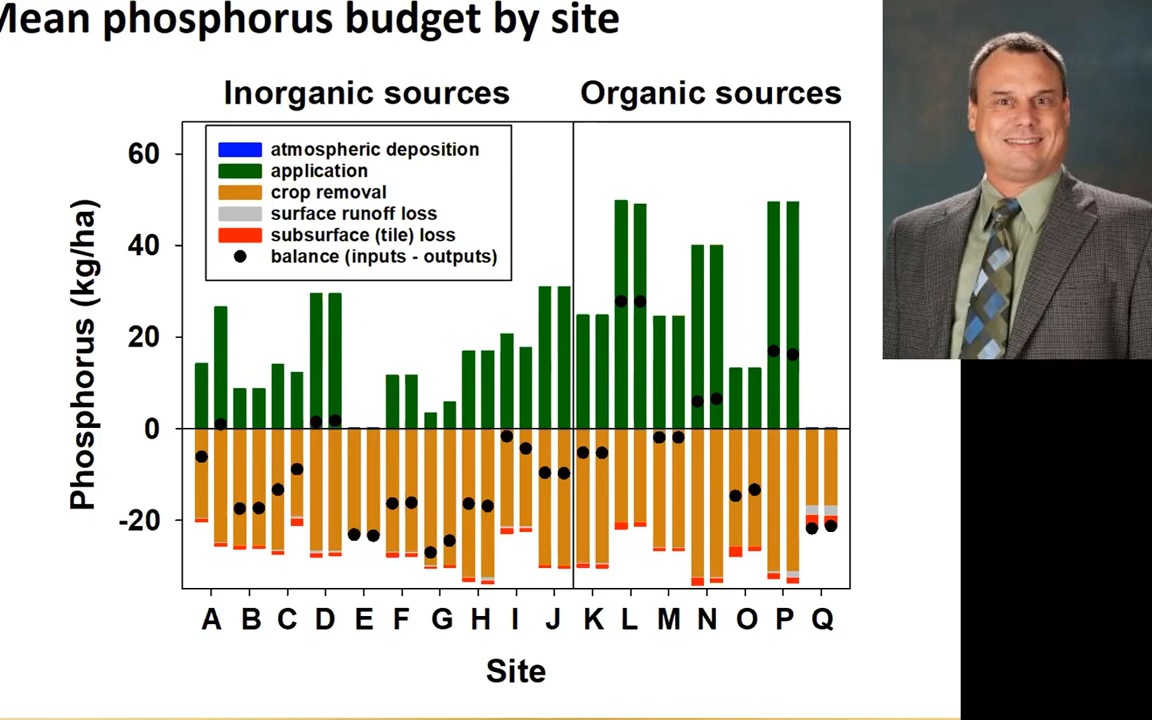 Mean phosphorus budget by site
Inorganic sources
Organic sources
atmospheric deposition
application
crop removal
surface runoff loss
subsurface (tile) loss
balance (inputs - outputs)
Phosphorus (kg/ha)
60
40
20
0
-20
A B C D E F G H I J K L M N O P Q
Site